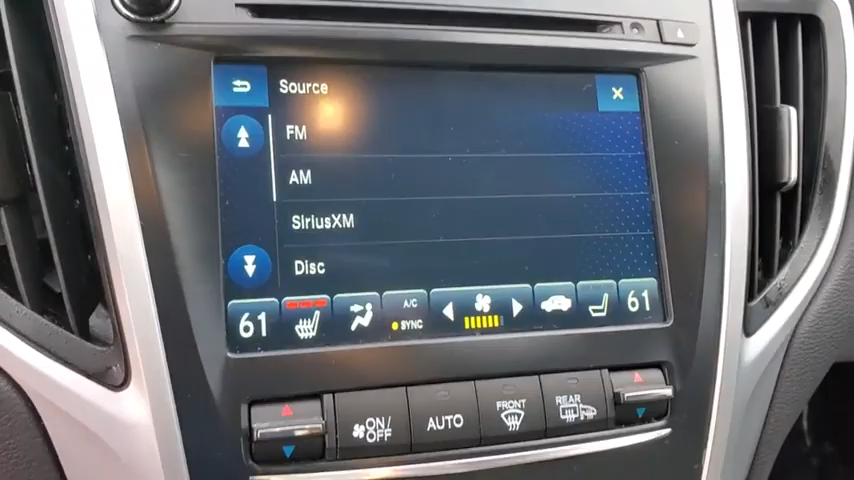 Source
FM
AM
SiriusXM
Disc
61
A/C
SYNC
61
ON/
OFF
AUTO
FRONT
REAR